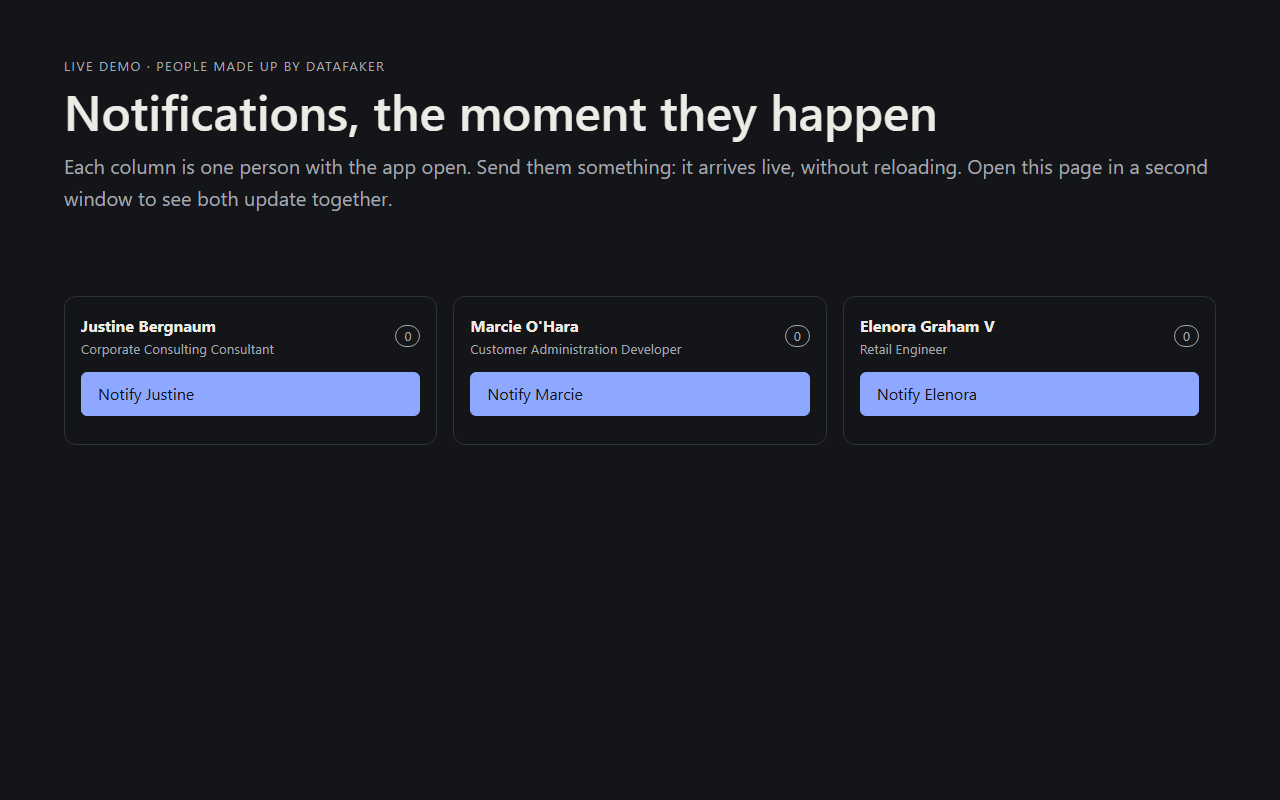 LIVE DEMO · PEOPLE MADE UP BY DATAFAKER
Notifications, the moment they happen
Each column is one person with the app open. Send them something: it arrives live, without reloading. Open this page in a second
window to see both update together.
Justine Bergnaum
Corporate Consulting Consultant
0
Notify Justine
Marcie O'Hara
Customer Administration Developer
0
Notify Marcie
Elenora Graham V
Retail Engineer
0
Notify Elenora